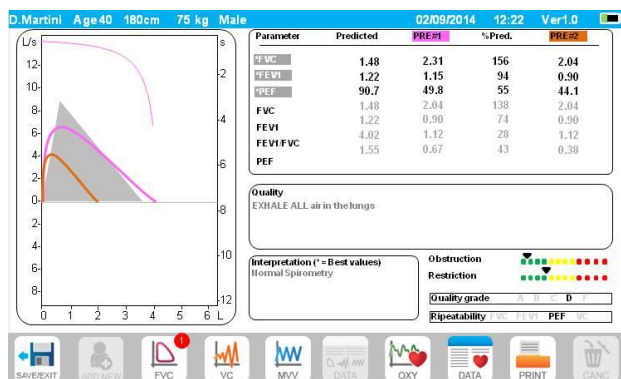 D.Martini Age40 180cm 75 kg Male 02/09/2014 12:22 Ver1.0
L/s
s
12
10
8
6
4
2
0
2
4
6
8
2
4
6
8
10
12
0 1 2 3 4 5 6 L
Parameter Predicted PRE#1 %Pred. PRE#2
*FVC 1.48 2.31 156 2.04
*FEV1 1.22 1.15 94 0.90
*PEF 90.7 49.8 55 44.1
FVC 1.48 2.04 138 2.04
FEV1 1.22 0.90 74 0.90
FEV1/FVC 4.02 1.12 28 1.12
PEF 1.55 0.67 43 0.38
Quality
EXHALE ALL air in the lungs
Interpretation (* = Best values)
Normal Spirometry
Obstruction
Restriction
Quality grade A B C D F
Repeatability FVC FEV1 PEF VC
1
SAVE/EXIT ADD NEW FVC VC MVV DATA OXY DATA PRINT CANC